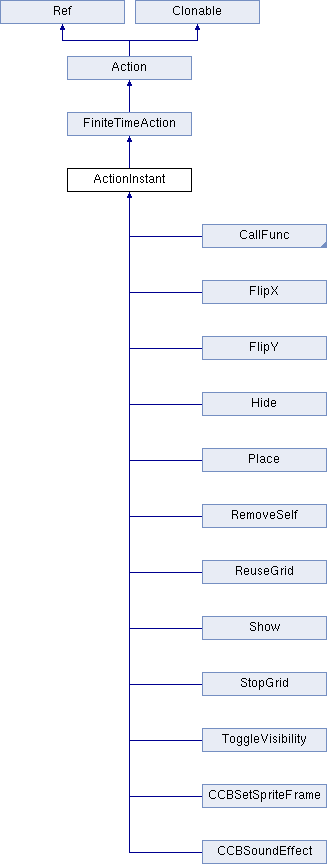 Ref
Clonable
Action
FiniteTimeAction
ActionInstant
CallFunc
FlipX
FlipY
Hide
Place
RemoveSelf
ReuseGrid
Show
StopGrid
ToggleVisibility
CCBSetSpriteFrame
CCBSoundEffect